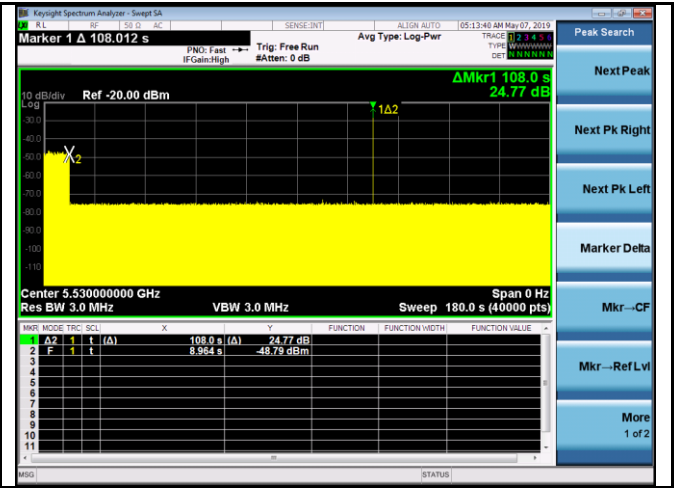 Keysight Spectrum Analyzer - Swept SA
RL RF 50 Ω AC SENSE:INT ALIGN AUTO 05:13:40 AM May 07, 2019
Marker 1 Δ 108.012 s
PNO: Fast
IFGain:High
Trig: Free Run
#Atten: 0 dB
Avg Type: Log-Pwr
TRACE 1 2 3 4 5 6
TYPE WWWWWW
DET N N N N N N
Peak Search
Next Peak
Next Pk Right
Next Pk Left
Marker Delta
Mkr→CF
Mkr→Ref Lvl
More
1 of 2
ΔMkr1 108.0 s
24.77 dB
10 dB/div Ref -20.00 dBm
Log
1Δ2
-30.0
-40.0
-50.0
X2
-60.0
-70.0
-80.0
-90.0
-100
-110
Center 5.530000000 GHz Span 0 Hz
Res BW 3.0 MHz VBW 3.0 MHz Sweep 180.0 s (40000 pts)
MKR MODE TRC SCL X Y FUNCTION FUNCTION WIDTH FUNCTION VALUE
1 Δ2 1 t (Δ) 108.0 s (Δ) 24.77 dB
2 F 1 t 8.964 s -48.79 dBm
3
4
5
6
7
8
9
10
11
MSG STATUS